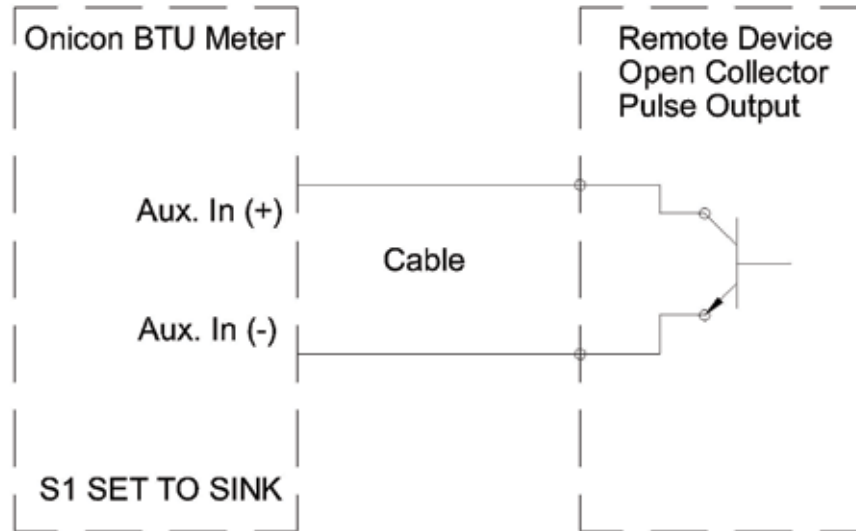 Onicon BTU Meter
Remote Device
Open Collector
Pulse Output
Aux. In (+)
Cable
Aux. In (-)
S1 SET TO SINK